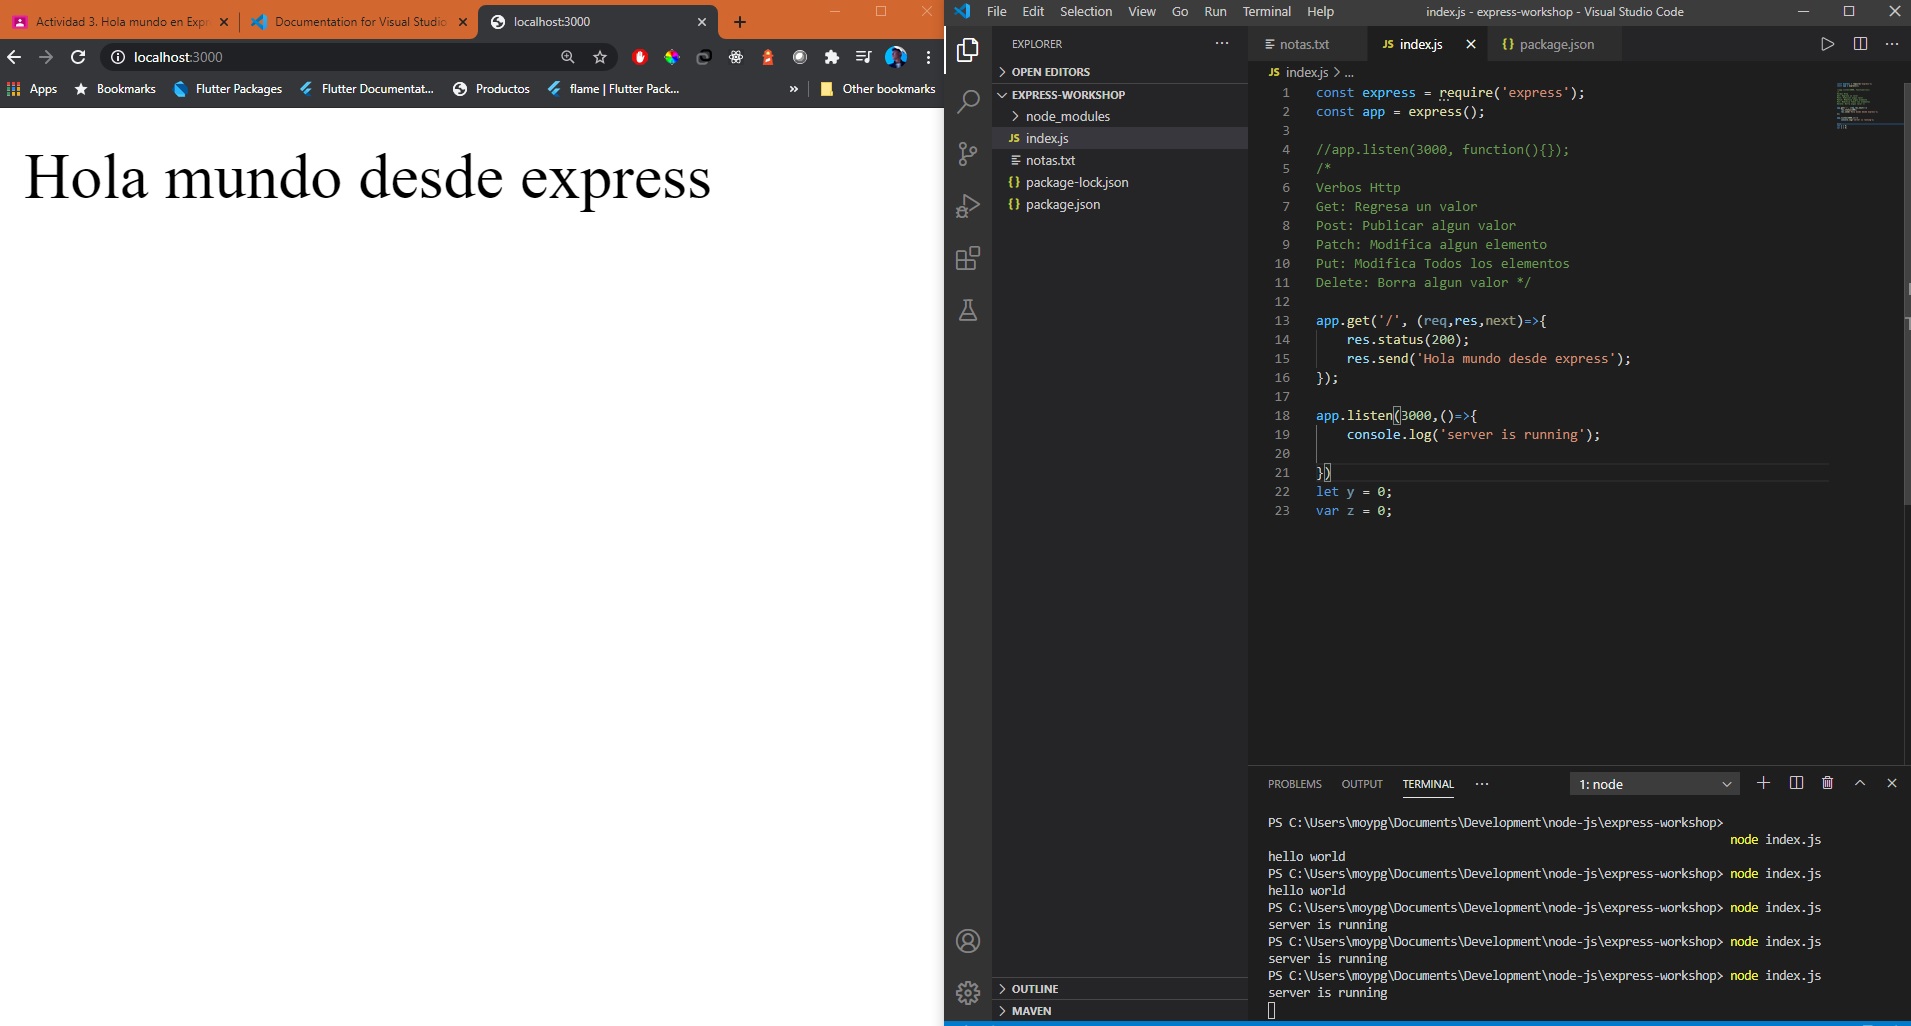 Actividad 3. Hola mundo en Expr
Documentation for Visual Studio
localhost:3000
localhost:3000
Apps
Bookmarks
Flutter Packages
Flutter Documentat...
Productos
flame | Flutter Pack...
»
Other bookmarks
Hola mundo desde express
File Edit Selection View Go Run Terminal Help
index.js - express-workshop - Visual Studio Code
EXPLORER
OPEN EDITORS
EXPRESS-WORKSHOP
node_modules
JS index.js
notas.txt
{} package-lock.json
{} package.json
OUTLINE
MAVEN
notas.txt
JS index.js
{} package.json
JS index.js > ...
1 const express = require('express');
2 const app = express();
3
4 //app.listen(3000, function(){});
5 /*
6 Verbos Http
7 Get: Regresa un valor
8 Post: Publicar algun valor
9 Patch: Modifica algun elemento
10 Put: Modifica Todos los elementos
11 Delete: Borra algun valor */
12
13 app.get('/', (req,res,next)=>{
14 res.status(200);
15 res.send('Hola mundo desde express');
16 });
17
18 app.listen(3000,()=>{
19 console.log('server is running');
20
21 })
22 let y = 0;
23 var z = 0;
PROBLEMS OUTPUT TERMINAL ...
1: node
PS C:\Users\moypg\Documents\Development\node-js\express-workshop>
node index.js
hello world
PS C:\Users\moypg\Documents\Development\node-js\express-workshop> node index.js
hello world
PS C:\Users\moypg\Documents\Development\node-js\express-workshop> node index.js
server is running
PS C:\Users\moypg\Documents\Development\node-js\express-workshop> node index.js
server is running
PS C:\Users\moypg\Documents\Development\node-js\express-workshop> node index.js
server is running